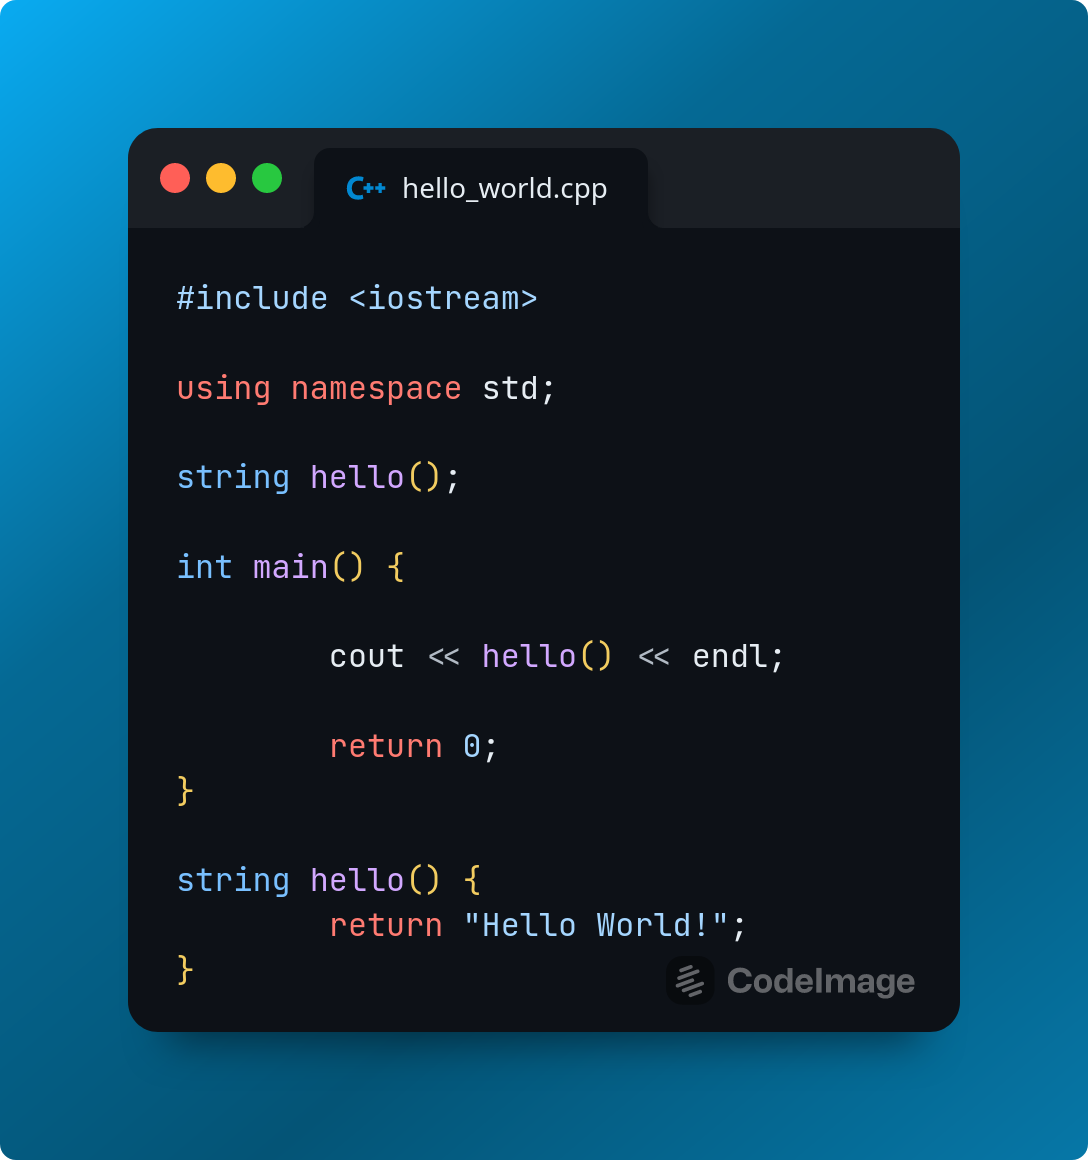 C++ hello_world.cpp
#include <iostream>
using namespace std;
string hello();
int main() {
cout << hello() << endl;
return 0;
}
string hello() {
return "Hello World!";
}
CodeImage